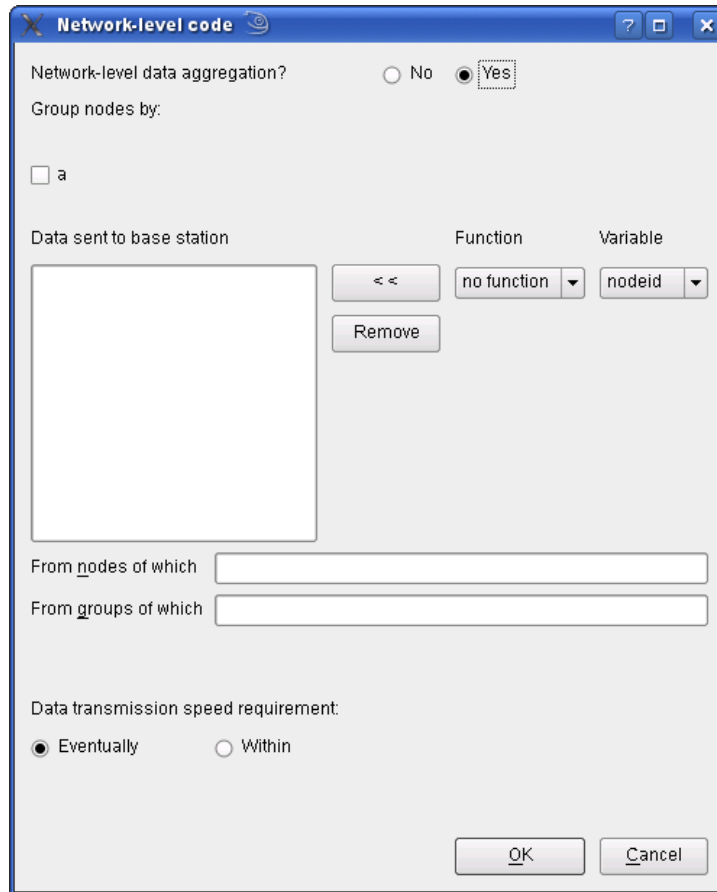 Network-level code
Network-level data aggregation? No Yes
Group nodes by:
a
Data sent to base station Function Variable
<< no function nodeid
Remove
From nodes of which
From groups of which
Data transmission speed requirement:
Eventually Within
OK Cancel